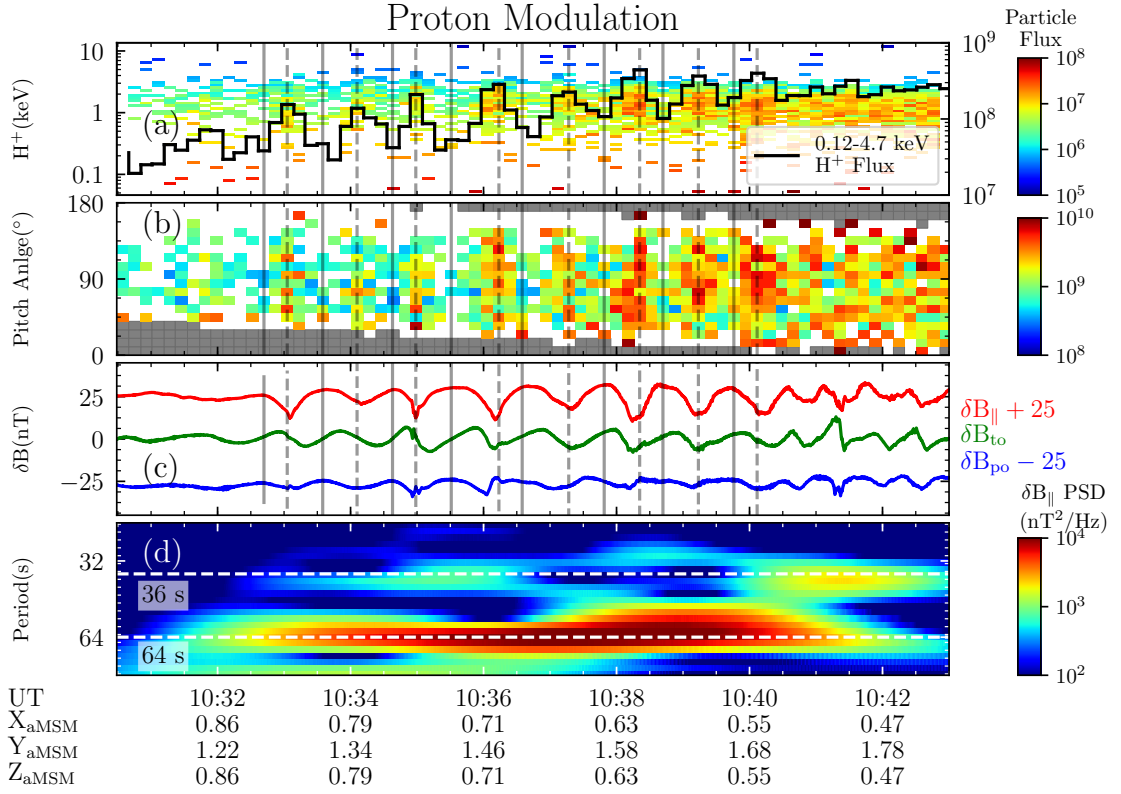 Proton Modulation
Particle
Flux
H⁺(keV)
10
1
0.1
(a)
0.12-4.7 keV
H⁺ Flux
10⁹
10⁸
10⁷
10⁸
10⁷
10⁶
10⁵
Pitch Anlge(°)
180
90
0
(b)
10¹⁰
10⁹
10⁸
δB(nT)
25
0
−25
(c)
δB∥ + 25
δB_to
δB_po − 25
δB∥ PSD
(nT²/Hz)
Period(s)
32
64
(d)
36 s
64 s
10⁴
10³
10²
UT 10:32 10:34 10:36 10:38 10:40 10:42
X_aMSM 0.86 0.79 0.71 0.63 0.55 0.47
Y_aMSM 1.22 1.34 1.46 1.58 1.68 1.78
Z_aMSM 0.86 0.79 0.71 0.63 0.55 0.47